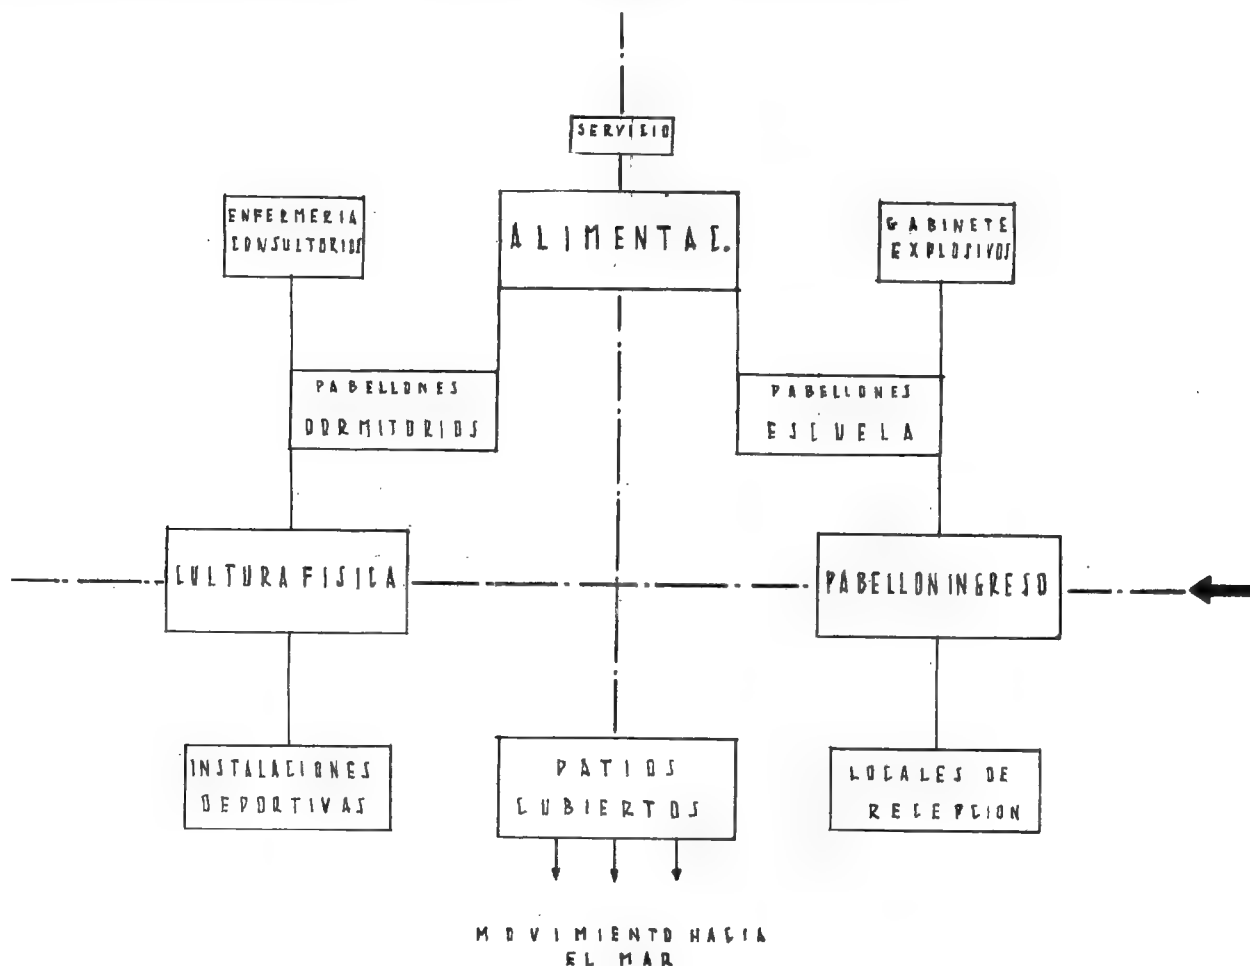 SERVICIO
ENFERMERIA
CONSULTORIOS
ALIMENTAC.
GABINETE
EXPLOSIVOS
PABELLONES
DORMITORIOS
PABELLONES
ESCUELA
CULTURA FISICA
PABELLON INGRESO
INSTALACIONES
DEPORTIVAS
PATIOS
CUBIERTOS
LOCALES DE
RECEPCION
MOVIMIENTO HACIA
EL MAR